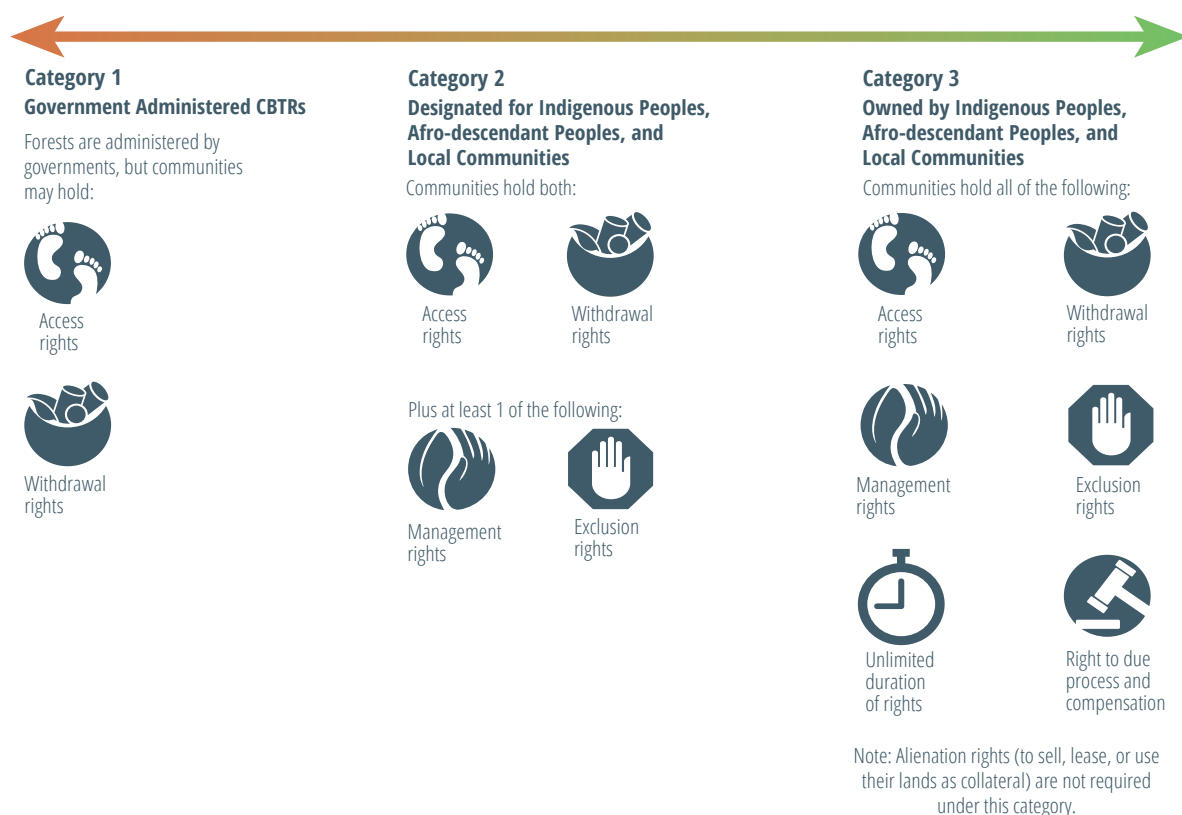 Category 1
Government Administered CBTRs
Forests are administered by
governments, but communities
may hold:
Access
rights
Withdrawal
rights
Category 2
Designated for Indigenous Peoples,
Afro-descendant Peoples, and
Local Communities
Communities hold both:
Access
rights
Withdrawal
rights
Plus at least 1 of the following:
Management
rights
Exclusion
rights
Category 3
Owned by Indigenous Peoples,
Afro-descendant Peoples, and
Local Communities
Communities hold all of the following:
Access
rights
Withdrawal
rights
Management
rights
Exclusion
rights
Unlimited
duration
of rights
Right to due
process and
compensation
Note: Alienation rights (to sell, lease, or use
their lands as collateral) are not required
under this category.